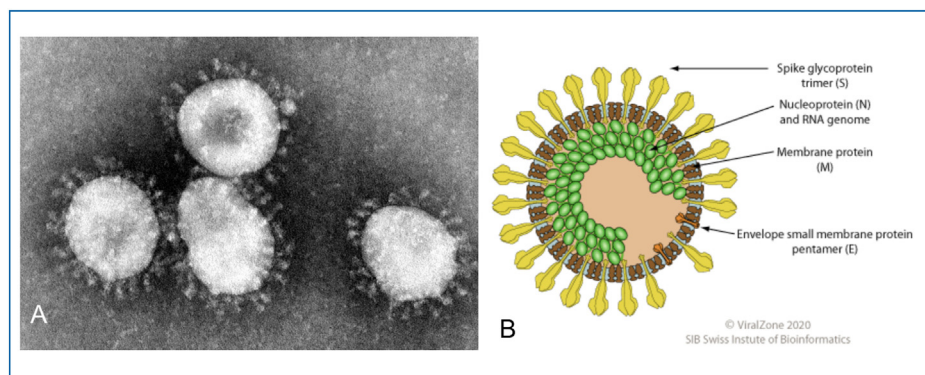 A
Spike glycoprotein
trimer (S)
Nucleoprotein (N)
and RNA genome
Membrane protein
(M)
Envelope small membrane protein
pentamer (E)
B
© ViralZone 2020
SIB Swiss Instute of Bioinformatics